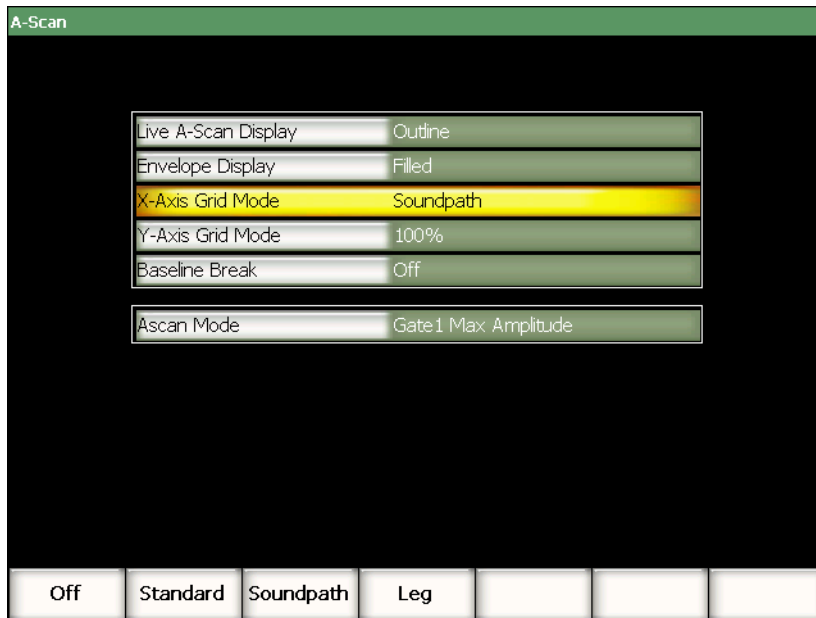 A-Scan
Live A-Scan Display Outline
Envelope Display Filled
X-Axis Grid Mode Soundpath
Y-Axis Grid Mode 100%
Baseline Break Off
Ascan Mode Gate1 Max Amplitude
Off Standard Soundpath Leg